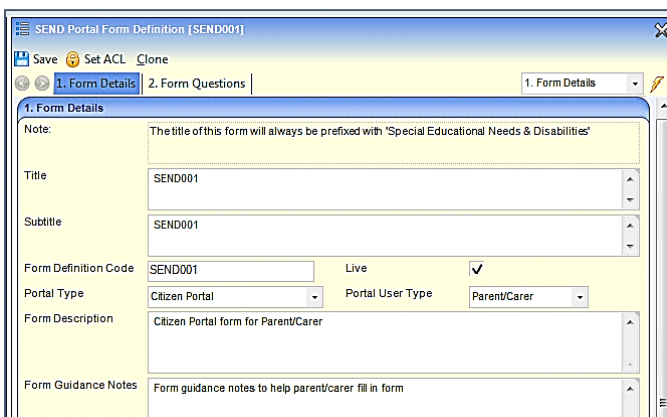 SEND Portal Form Definition [SEND001]
Save Set ACL Clone
1. Form Details 2. Form Questions 1. Form Details
1. Form Details
Note: The title of this form will always be prefixed with "Special Educational Needs & Disabilities"
Title SEND001
Subtitle SEND001
Form Definition Code SEND001 Live
Portal Type Citizen Portal Portal User Type Parent/Carer
Form Description Citizen Portal form for Parent/Carer
Form Guidance Notes Form guidance notes to help parent/carer fill in form